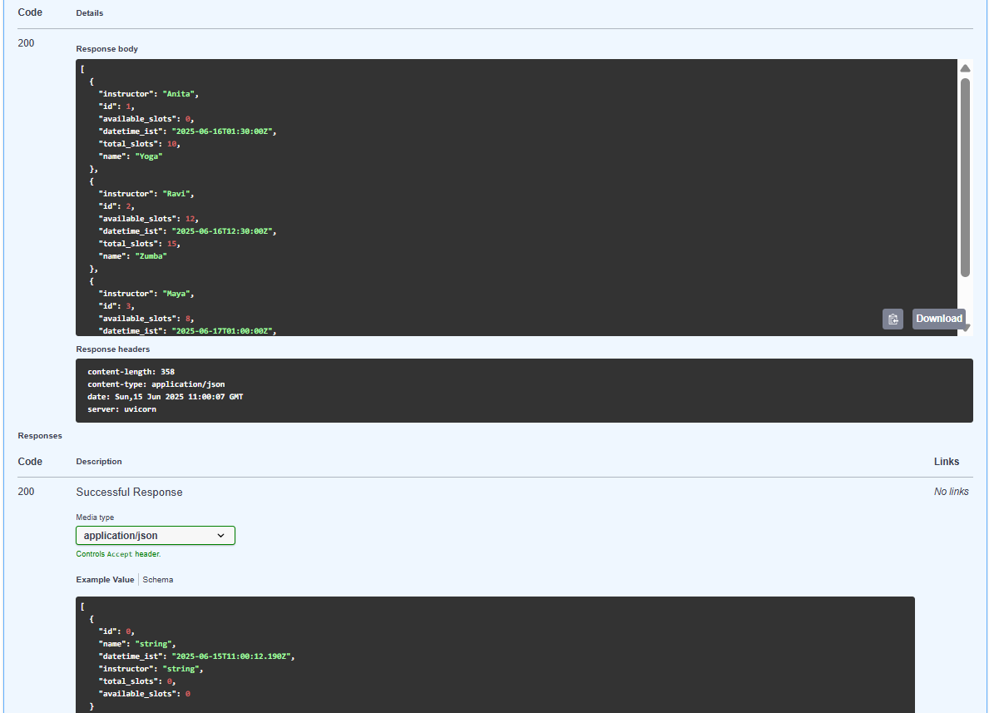 Code Details
200
Response body
[
  {
    "instructor": "Anita",
    "id": 1,
    "available_slots": 0,
    "datetime_ist": "2025-06-16T01:30:00Z",
    "total_slots": 10,
    "name": "Yoga"
  },
  {
    "instructor": "Ravi",
    "id": 2,
    "available_slots": 12,
    "datetime_ist": "2025-06-16T12:30:00Z",
    "total_slots": 15,
    "name": "Zumba"
  },
  {
    "instructor": "Maya",
    "id": 3,
    "available_slots": 8,
    "datetime_ist": "2025-06-17T01:00:00Z",
Download
Response headers
content-length: 358
content-type: application/json
date: Sun,15 Jun 2025 11:00:07 GMT
server: uvicorn
Responses
Code Description Links
200 Successful Response No links
Media type
application/json
Controls Accept header.
Example Value Schema
[
  {
    "id": 0,
    "name": "string",
    "datetime_ist": "2025-06-15T11:00:12.190Z",
    "instructor": "string",
    "total_slots": 0,
    "available_slots": 0
  }